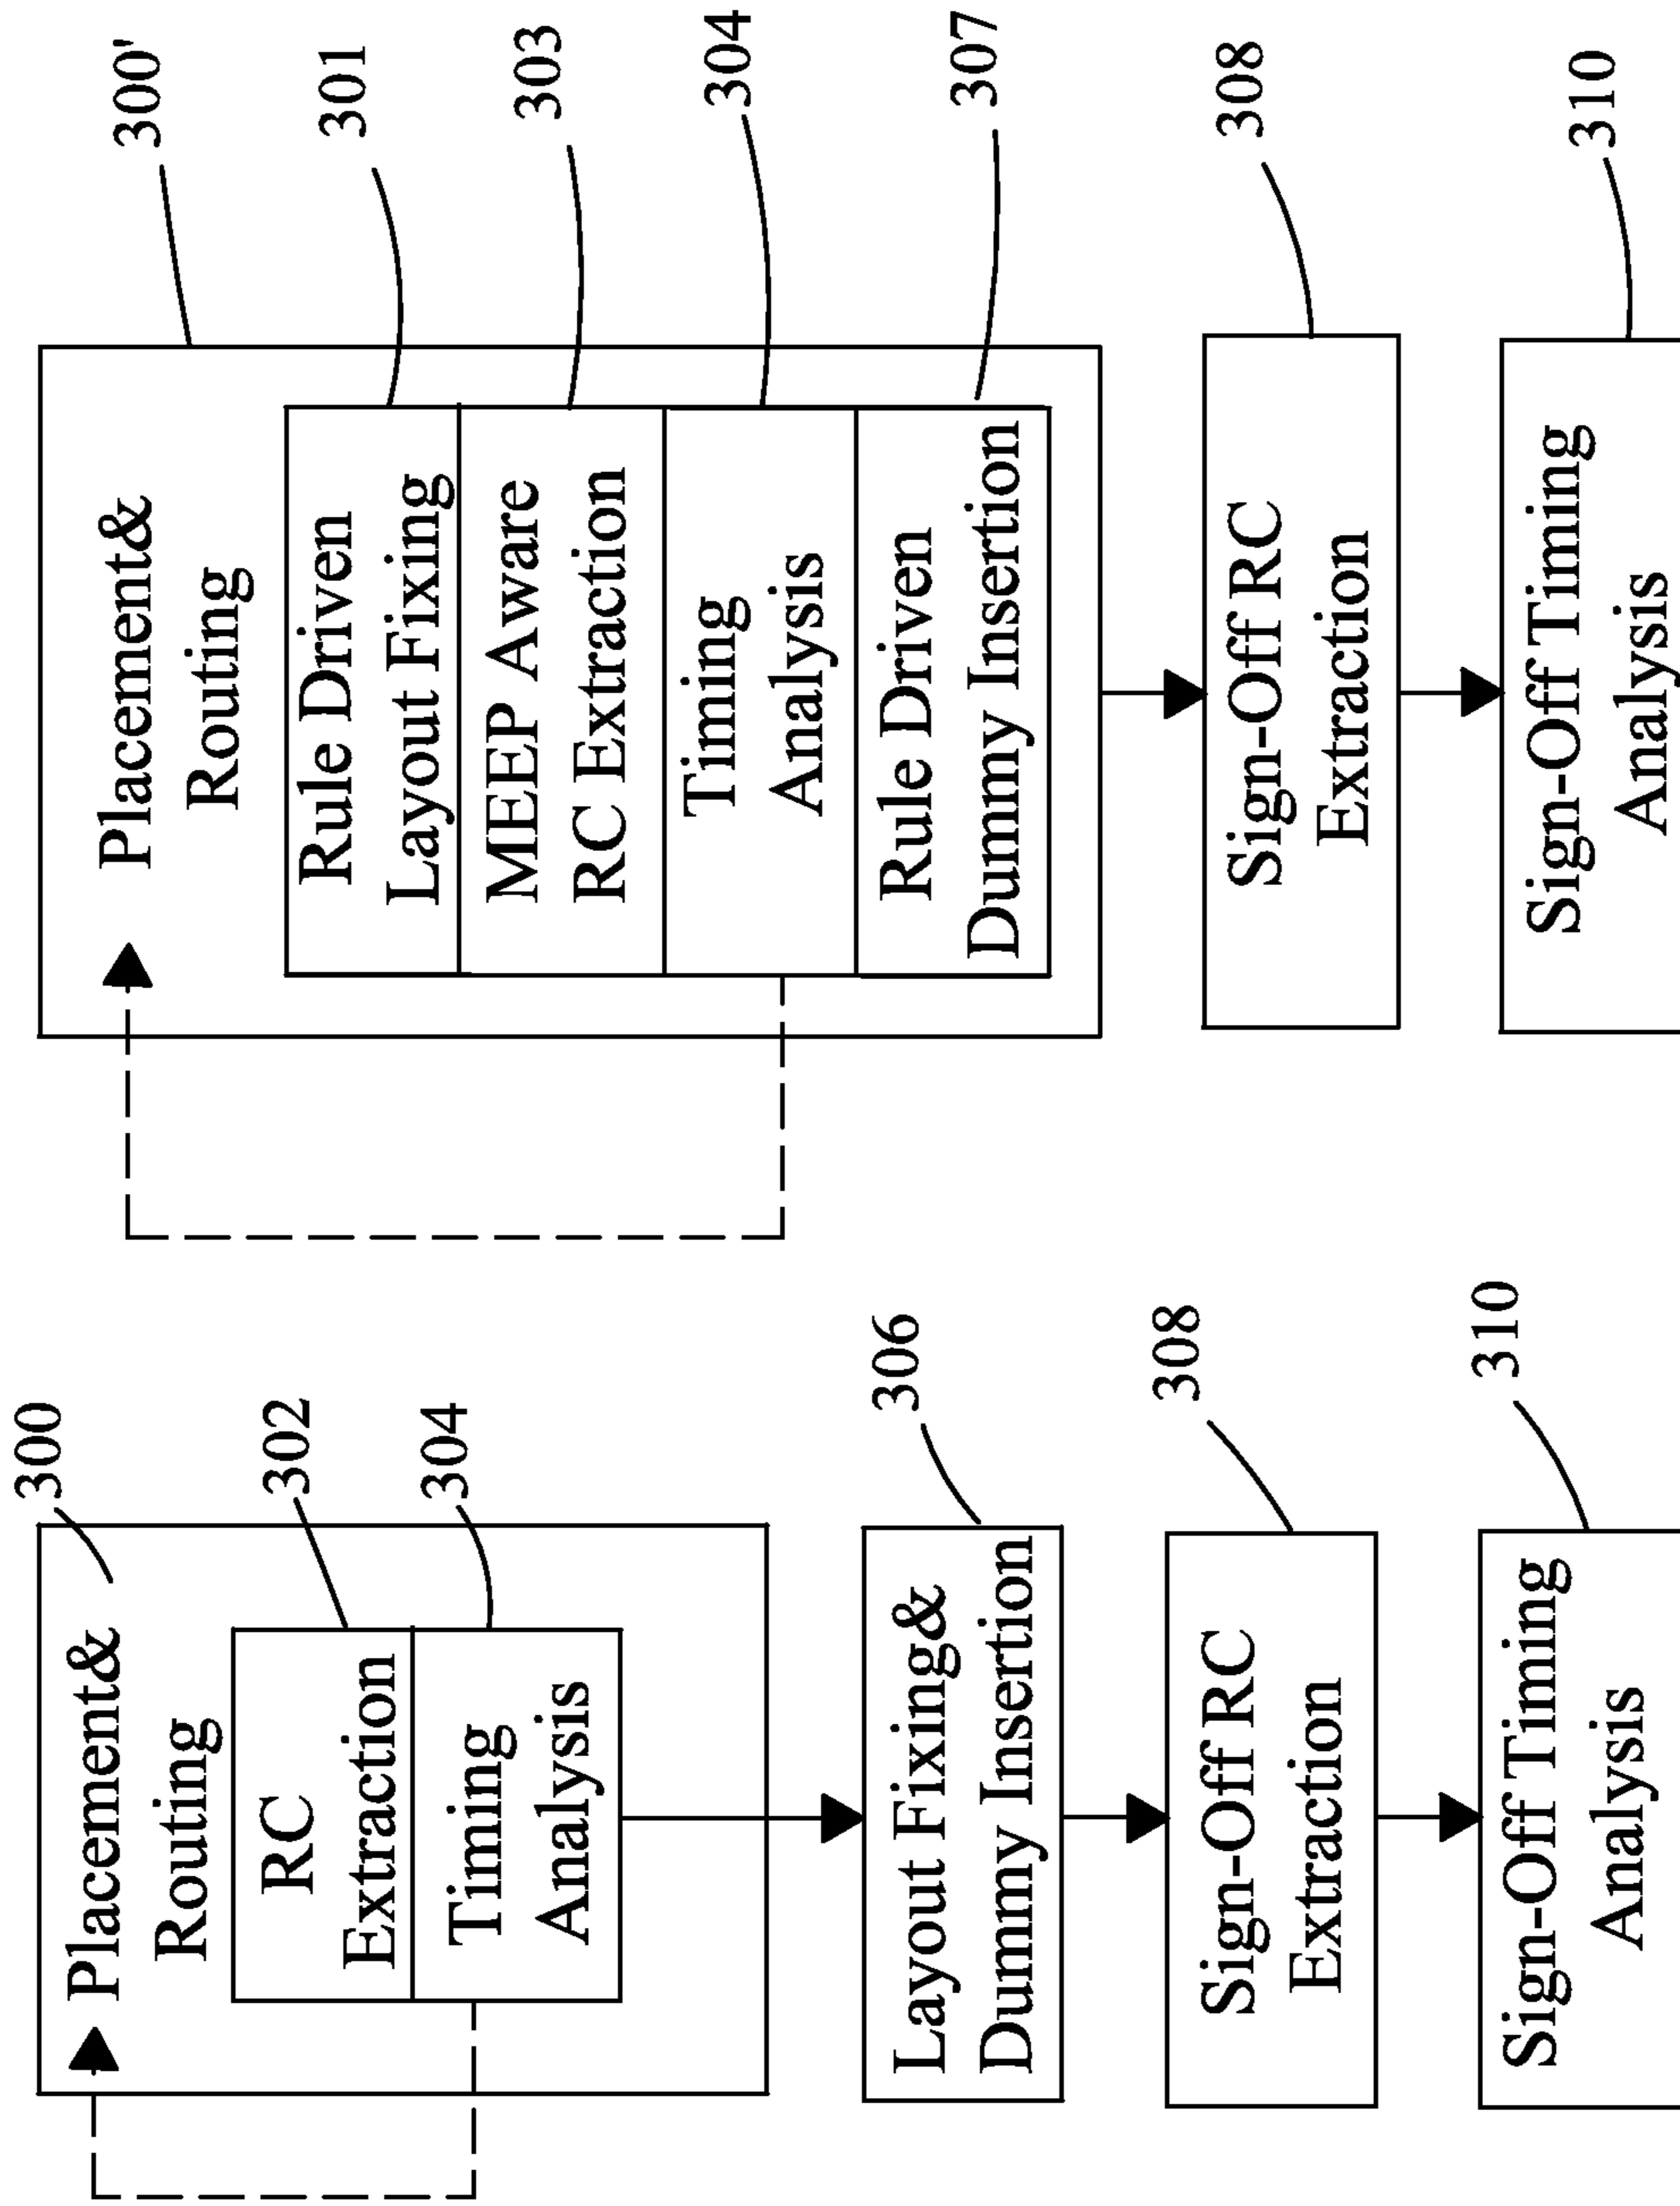 Placement&
Routing
300
RC
Extraction
302
Timing
Analysis
304
Layout Fixing&
Dummy Insertion
306
Sign-Off RC
Extraction
308
Sign-Off Timing
Analysis
310
Placement&
Routing
300'
Rule Driven
Layout Fixing
301
MEEP Aware
RC Extraction
303
Timing
Analysis
304
Rule Driven
Dummy Insertion
307
Sign-Off RC
Extraction
308
Sign-Off Timing
Analysis
310